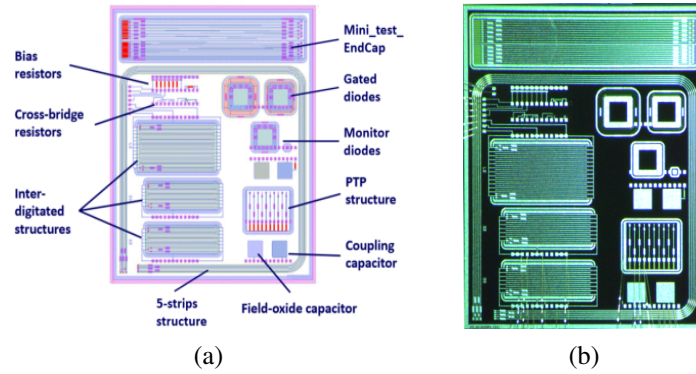 Mini_test_
EndCap
Bias
resistors
Gated
diodes
Cross-bridge
resistors
Monitor
diodes
Inter-
digitated
structures
PTP
structure
Coupling
capacitor
5-strips
structure
Field-oxide capacitor
(a)
(b)